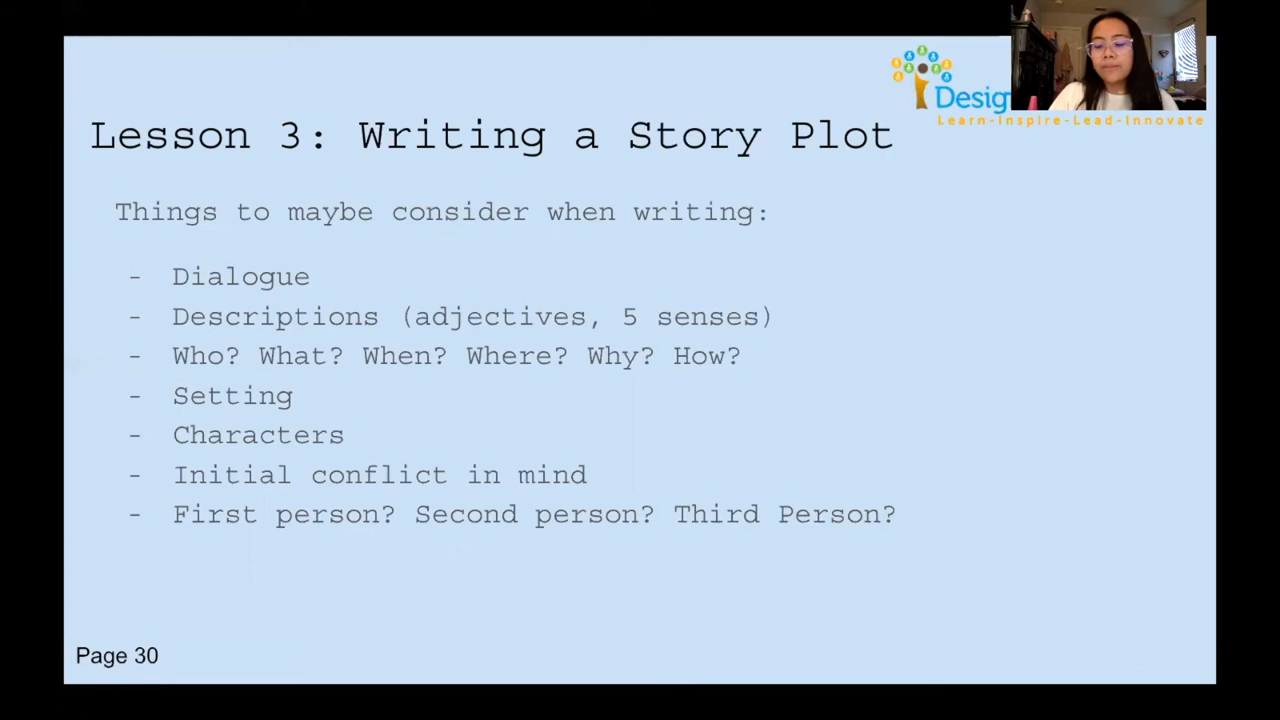 Desig
Learn-Inspire-Lead-Innovate
Lesson 3: Writing a Story Plot
Things to maybe consider when writing:
- Dialogue
- Descriptions (adjectives, 5 senses)
- Who? What? When? Where? Why? How?
- Setting
- Characters
- Initial conflict in mind
- First person? Second person? Third Person?
Page 30